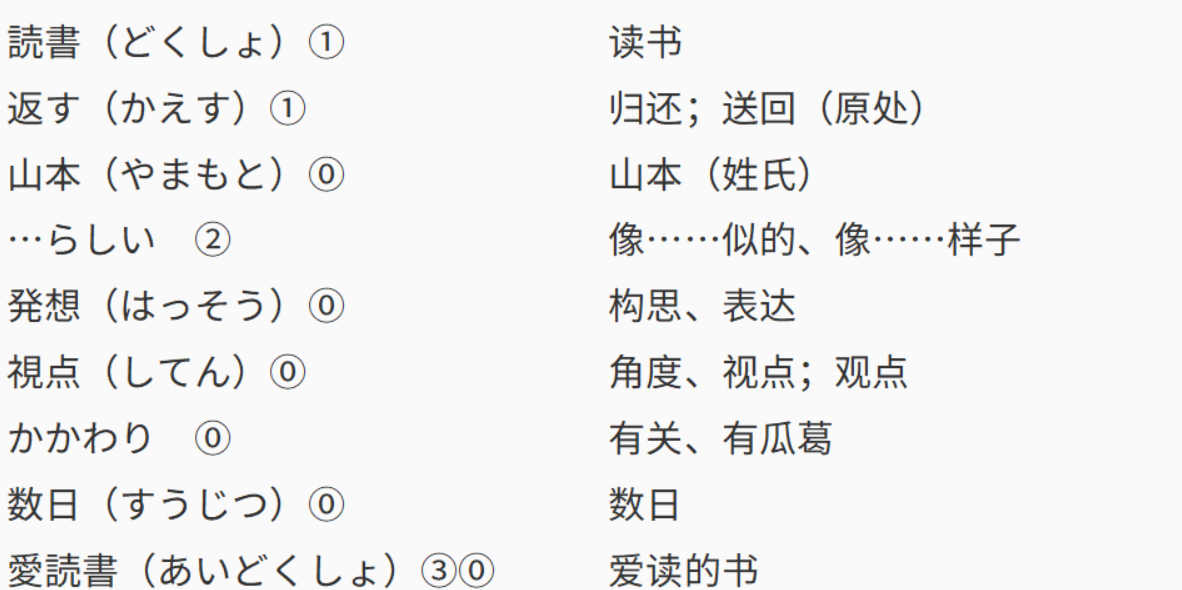 読書（どくしょ）① 读书
返す（かえす）① 归还；送回（原处）
山本（やまもと）⓪ 山本（姓氏）
…らしい　② 像……似的、像……样子
発想（はっそう）⓪ 构思、表达
視点（してん）⓪ 角度、视点；观点
かかわり　⓪ 有关、有瓜葛
数日（すうじつ）⓪ 数日
愛読書（あいどくしょ）③⓪ 爱读的书